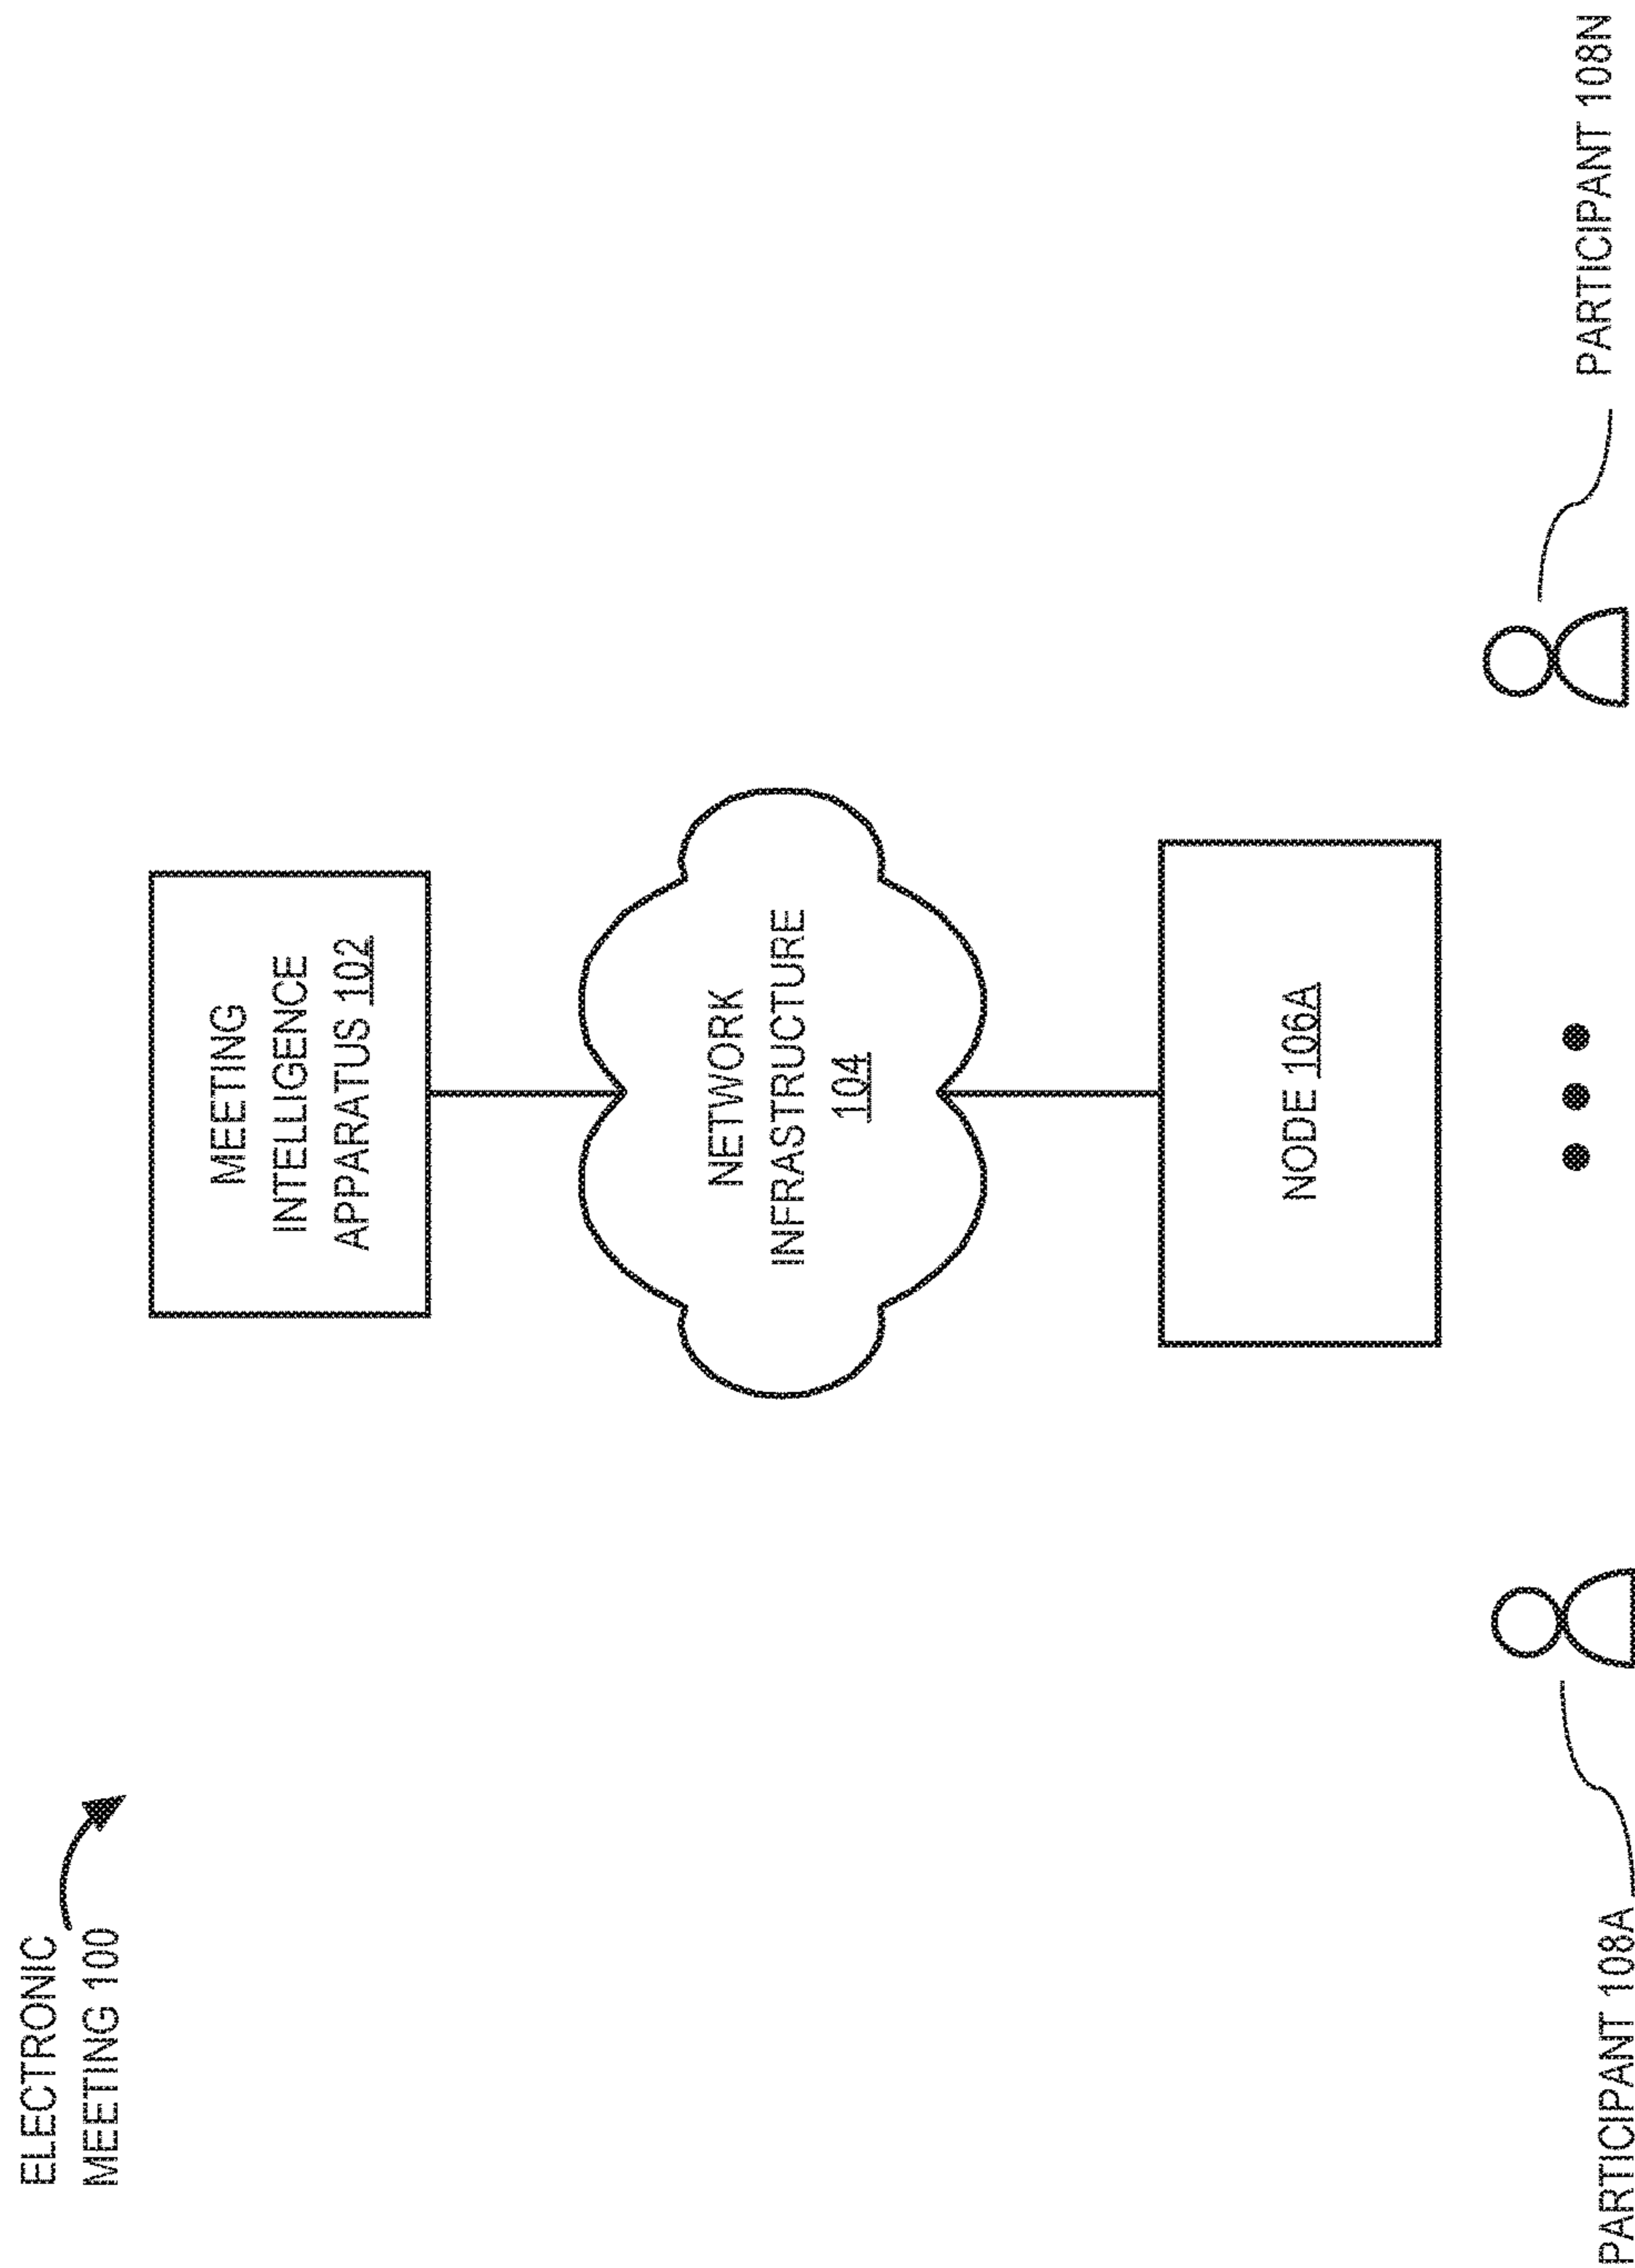 ELECTRONIC
MEETING 100
MEETING
INTELLIGENCE
APPARATUS 102
NETWORK
INFRASTRUCTURE
104
NODE 106A
PARTICIPANT 108A
PARTICIPANT 108N